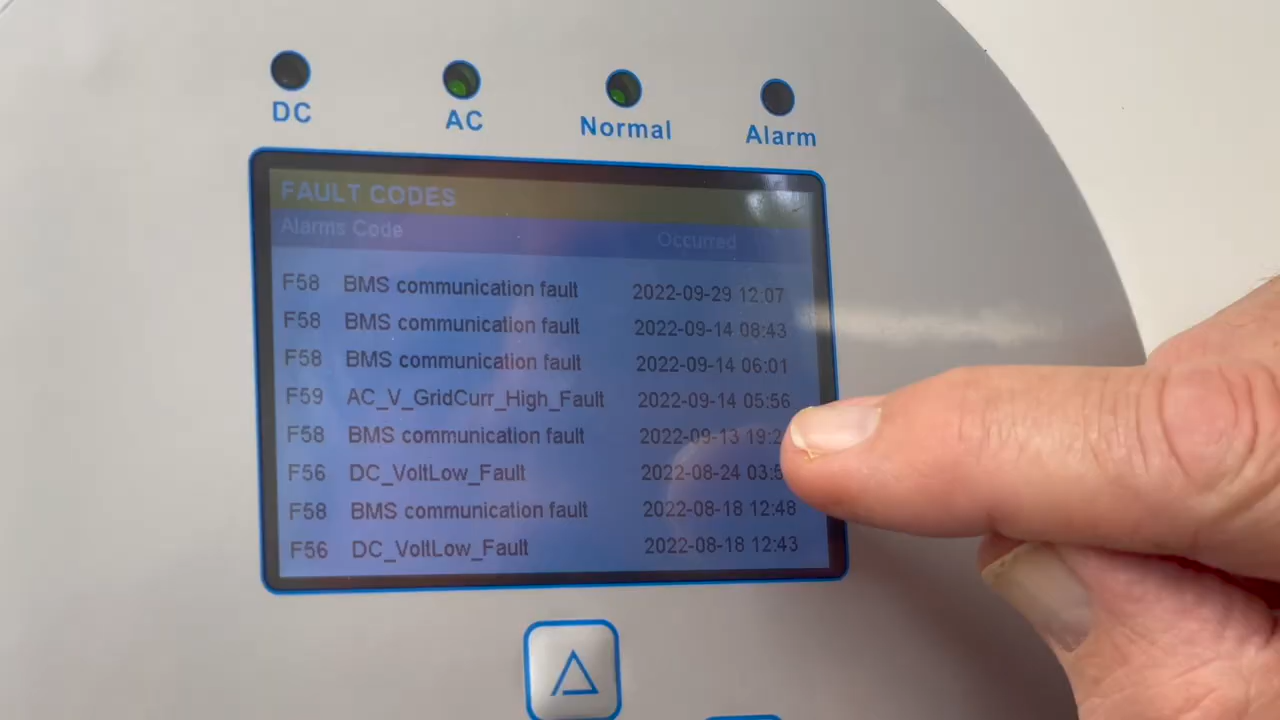 DC AC Normal Alarm
FAULT CODES
Alarms Code Occurred
F58 BMS communication fault 2022-09-29 12:07
F58 BMS communication fault 2022-09-14 08:43
F58 BMS communication fault 2022-09-14 06:01
F59 AC_V_GridCurr_High_Fault 2022-09-14 05:56
F58 BMS communication fault 2022-09-13
F56 DC_VoltLow_Fault 2022-08-24
F58 BMS communication fault 2022-08-18 12:48
F56 DC_VoltLow_Fault 2022-08-18 12:43